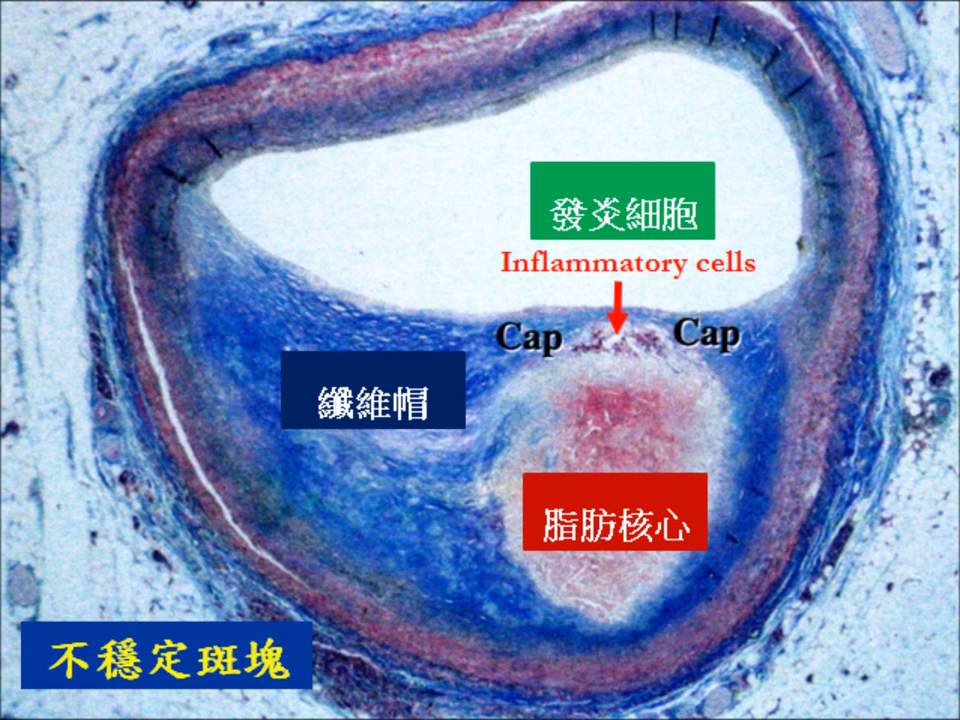 發炎細胞
Inflammatory cells
Cap Cap
纖維帽
脂肪核心
不穩定斑塊